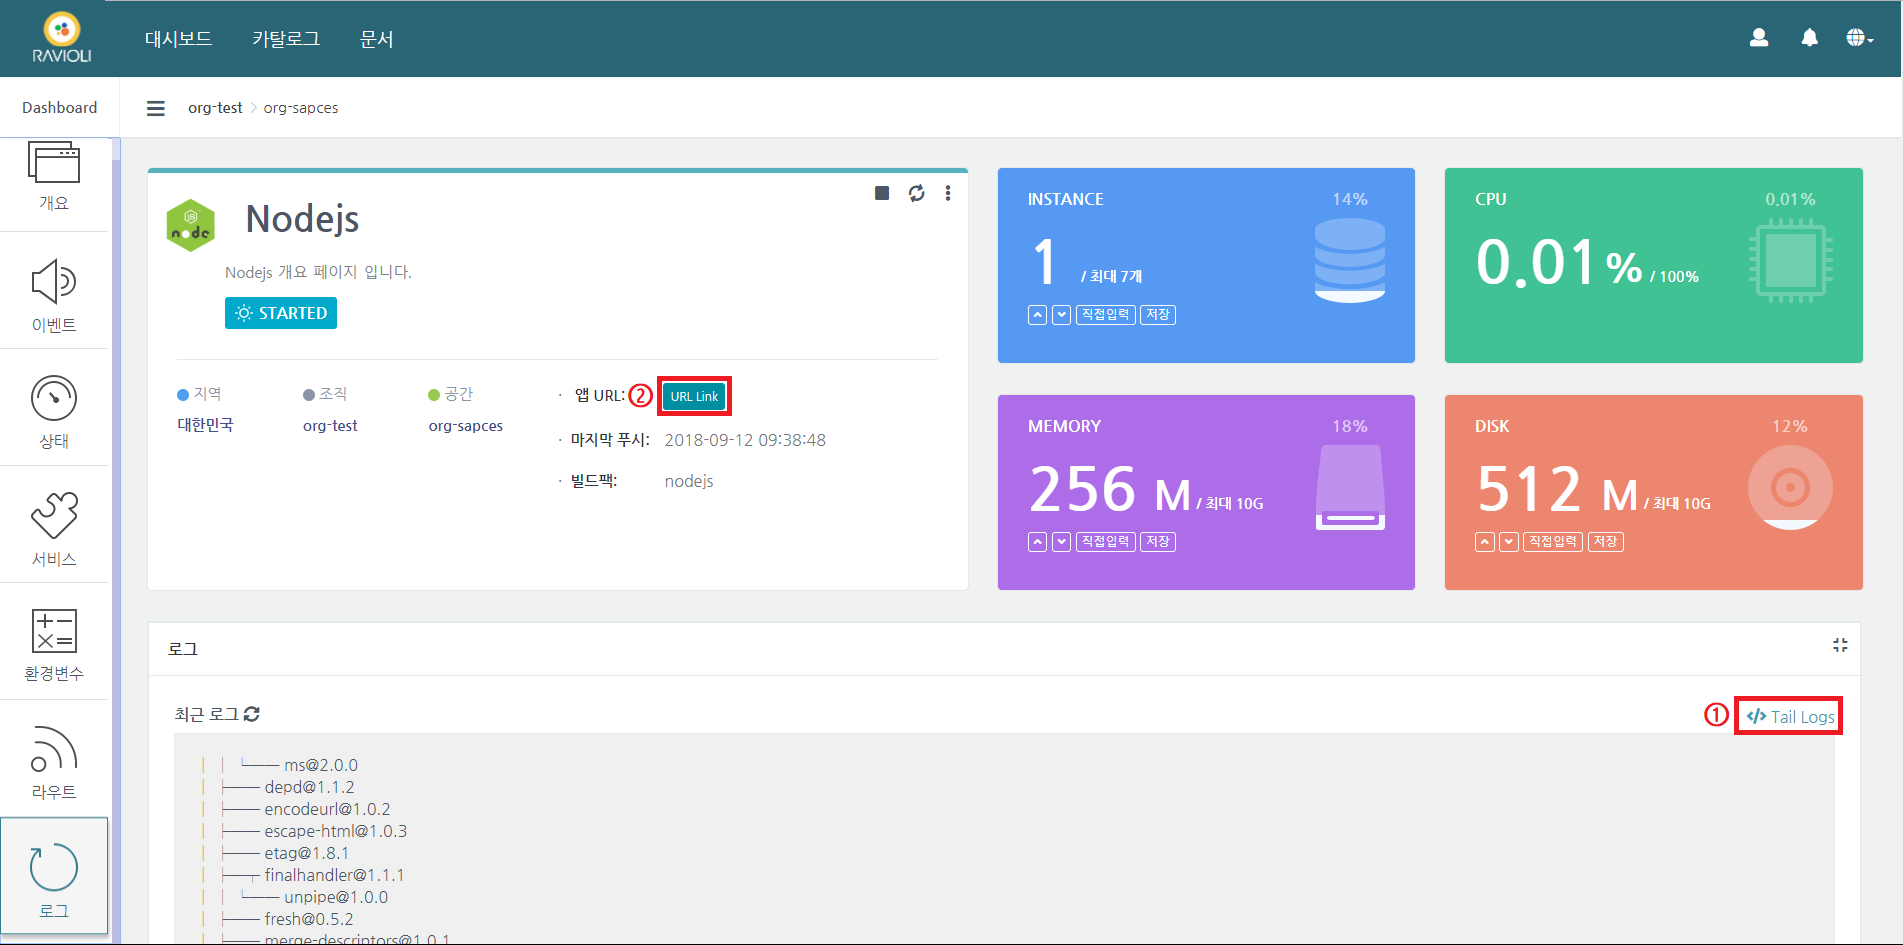 RAVIOLI
대시보드 카탈로그 문서
Dashboard
org-test > org-sapces
개요
이벤트
상태
서비스
환경변수
라우트
로그
JS
node
Nodejs
Nodejs 개요 페이지 입니다.
STARTED
지역
대한민국
조직
org-test
공간
org-sapces
· 앱 URL: ② URL Link
· 마지막 푸시: 2018-09-12 09:38:48
· 빌드팩: nodejs
INSTANCE 14%
1 / 최대 7개
직접입력 저장
CPU 0.01%
0.01 % / 100%
MEMORY 18%
256 M / 최대 10G
직접입력 저장
DISK 12%
512 M / 최대 10G
직접입력 저장
로그
최근 로그
① </> Tail Logs
│ │ └── ms@2.0.0
│ ├── depd@1.1.2
│ ├── encodeurl@1.0.2
│ ├── escape-html@1.0.3
│ ├── etag@1.8.1
│ ├─┬ finalhandler@1.1.1
│ │ └── unpipe@1.0.0
│ ├── fresh@0.5.2
│ ├── merge-descriptors@1.0.1